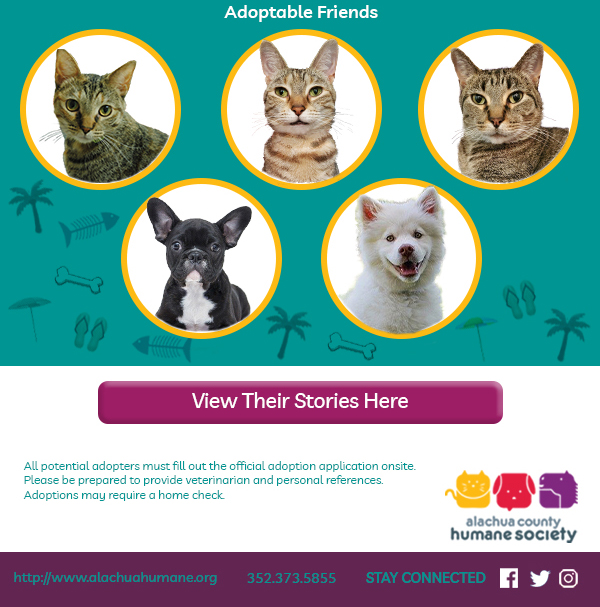 Adoptable Friends
View Their Stories Here
All potential adopters must fill out the official adoption application onsite.
Please be prepared to provide veterinarian and personal references.
Adoptions may require a home check.
alachua county
humane society
http://www.alachuahumane.org 352.373.5855 STAY CONNECTED